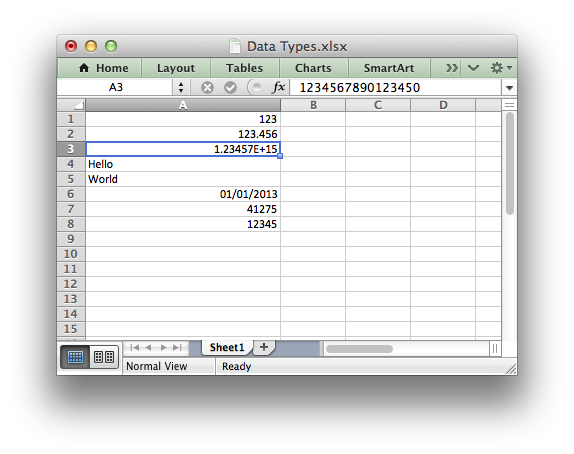 Data Types.xlsx
Home Layout Tables Charts SmartArt
A3 fx 1234567890123450
A B C D
1 123
2 123.456
3 1.23457E+15
4 Hello
5 World
6 01/01/2013
7 41275
8 12345
9
10
11
12
13
14
15
Sheet1
Normal View Ready